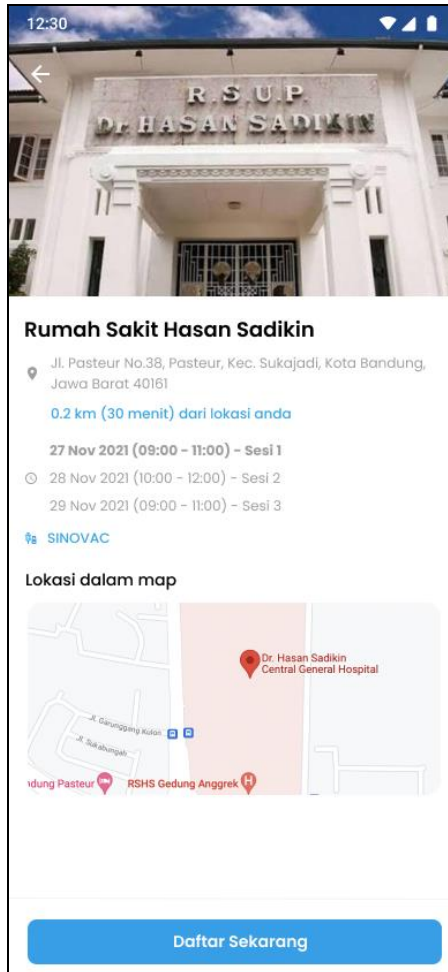 12:30
R.S.U.P.
Dr. HASAN SADIKIN
Rumah Sakit Hasan Sadikin
Jl. Pasteur No.38, Pasteur, Kec. Sukajadi, Kota Bandung,
Jawa Barat 40161
0.2 km (30 menit) dari lokasi anda
27 Nov 2021 (09:00 - 11:00) - Sesi 1
28 Nov 2021 (10:00 - 12:00) - Sesi 2
29 Nov 2021 (09:00 - 11:00) - Sesi 3
SINOVAC
Lokasi dalam map
Dr. Hasan Sadikin
Central General Hospital
Jl. Garunggang Kulon
Jl. Sukabungah
dung Pasteur
RSHS Gedung Anggrek
H
Daftar Sekarang